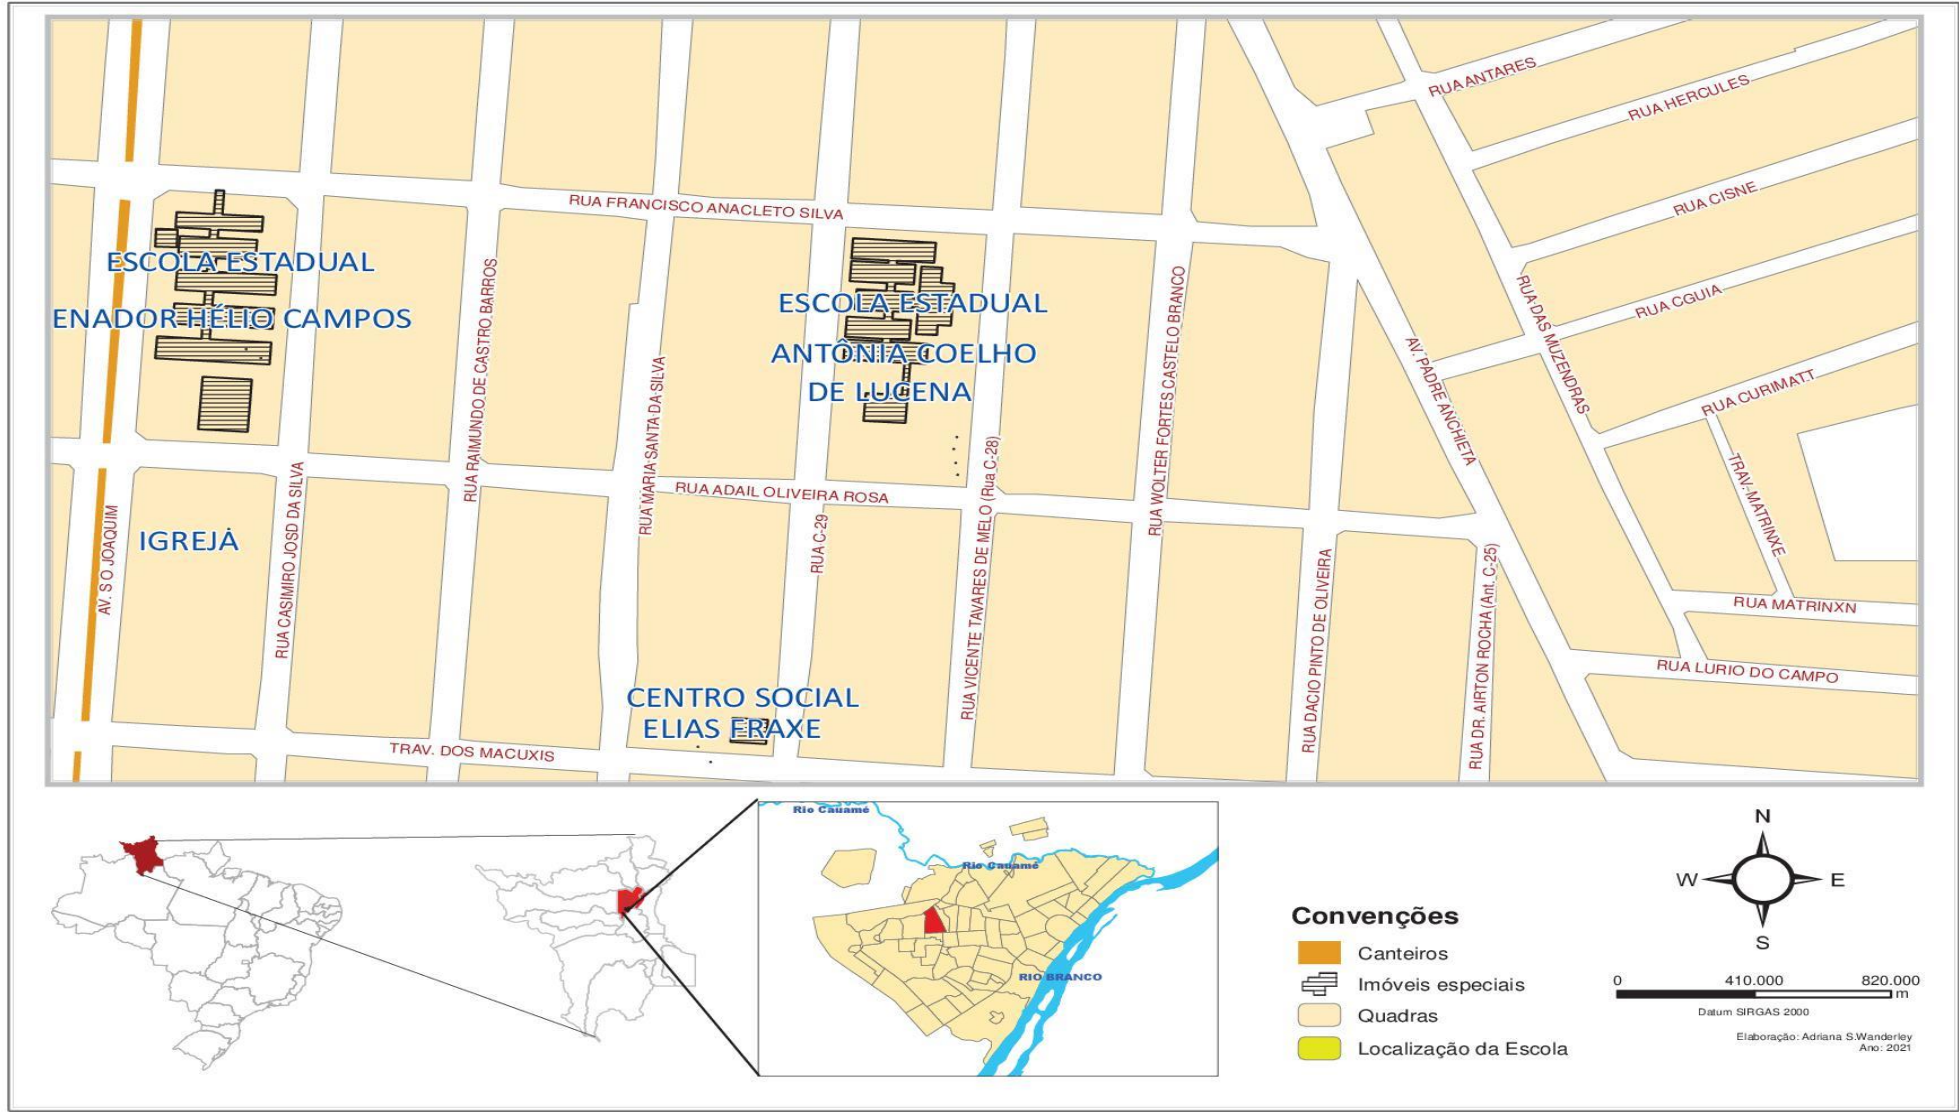 RUA ANTARES
RUA HERCULES
RUA CISNE
RUA FRANCISCO ANACLETO SILVA
ESCOLA ESTADUAL
ENADOR HÉLIO CAMPOS
ESCOLA ESTADUAL
ANTÔNIA COELHO
DE LUCENA
RUA RAIMUNDO DE CASTRO BARROS
RUA MARIA SANTA DA SILVA
RUA WOLTER FORTES CASTELO BRANCO
AV. PADRE ANCHIETA
RUA DAS MUZENDRAS
RUA CGUIA
RUA CURIMATT
TRAV. MATRINXE
RUA ADAIL OLIVEIRA ROSA
AV. S O JOAQUIM
IGREJA
RUA CASIMIRO JOSD DA SILVA
RUA C-29
RUA VICENTE TAVARES DE MELO (Rua C-28)
RUA DACIO PINTO DE OLIVEIRA
RUA DR. AIRTON ROCHA (Ant. C-25)
RUA MATRINXN
RUA LURIO DO CAMPO
CENTRO SOCIAL
ELIAS FRAXE
TRAV. DOS MACUXIS
Rio Cauamé
Rio Cauamé
RIO BRANCO
Convenções
Canteiros
Imóveis especiais
Quadras
Localização da Escola
N
W
E
S
0 410.000 820.000
m
Datum SIRGAS 2000
Elaboração: Adriana S.Wanderley
Ano: 2021